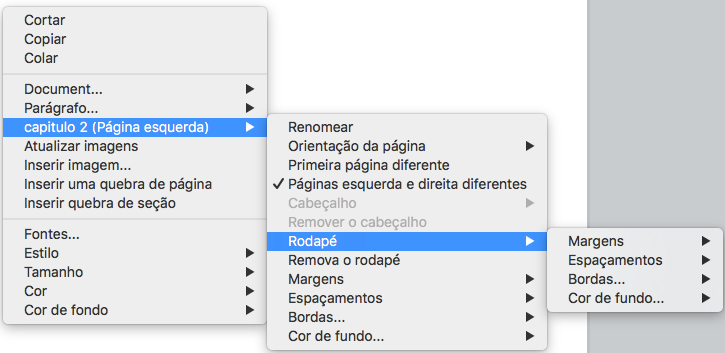 Cortar
Copiar
Colar
Document...
Parágrafo...
capitulo 2 (Página esquerda)
Atualizar imagens
Inserir imagem...
Inserir uma quebra de página
Inserir quebra de seção
Fontes...
Estilo
Tamanho
Cor
Cor de fondo
Renomear
Orientação da página
Primeira página diferente
Páginas esquerda e direita diferentes
Cabeçalho
Remover o cabeçalho
Rodapé
Remova o rodapé
Margens
Espaçamentos
Bordas...
Cor de fundo...
Margens
Espaçamentos
Bordas...
Cor de fundo...